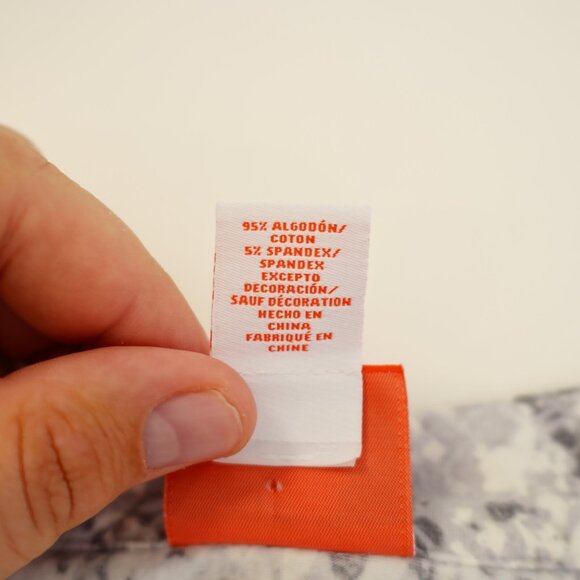 95% ALGODÓN/
COTON
5% SPANDEX/
SPANDEX
EXCEPTO
DECORACIÓN/
SAUF DÉCORATION
HECHO EN
CHINA
FABRIQUÉ EN
CHINE